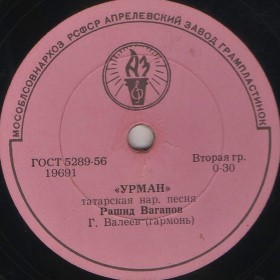 МОСОБЛСОВНАРХОЗ РСФСР АПРЕЛЕВСКИЙ ЗАВОД ГРАМПЛАСТИНОК
АЗ
ГОСТ 5289-56
19691
Вторая гр.
0-30
«УРМАН»
татарская нар. песня
Рашид Вагапов
Г. Валеев (гармонь)